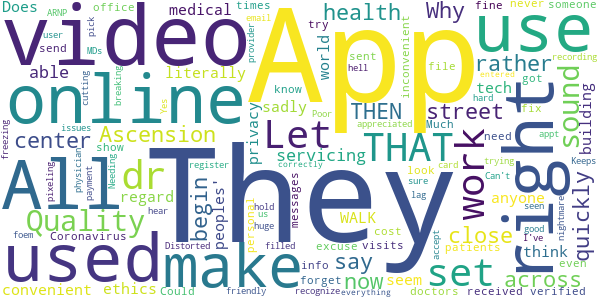 Does
ARNP
pick
office
MDs
send
user
video
medical
times
email
provider
health
try
hell
App
inconvenient
Why
fine
never
someone
use
recording
able
breaking
cutting
Yes
literally
world
sent
know
file
rather
entered
tech
got
hard
fix
appt
online
sadly
Poor
appreciated
THEN
Much
street
need
sound
building
Ascension
privacy
Let
THAT
work
right
trying
freezing
center
issues
show
servicing
quickly
Keeps
All
dr
They
correctly
anyone
Can't
nightmare
pixeling
physician
payment
Needing
regard
register
begin
peoples'
personal
messages
look
card
sure
lag
close
seen
good
I've
Quality
hear
hold
us
huge
WALK
cost
patients
think
even
foem
Coronavirus
Distorted
filled
excuse
visits
accept
set
across
used
make
say
now
seem
convenient
ethics
Could
friendly
info
forget
recognize
everything
doctors
received
verified